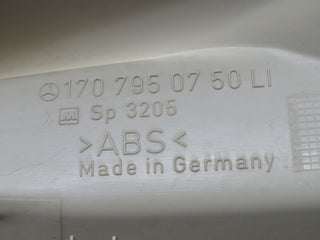 170 795 07 50 LI
Sp 3205
>ABS<
Made in Germany